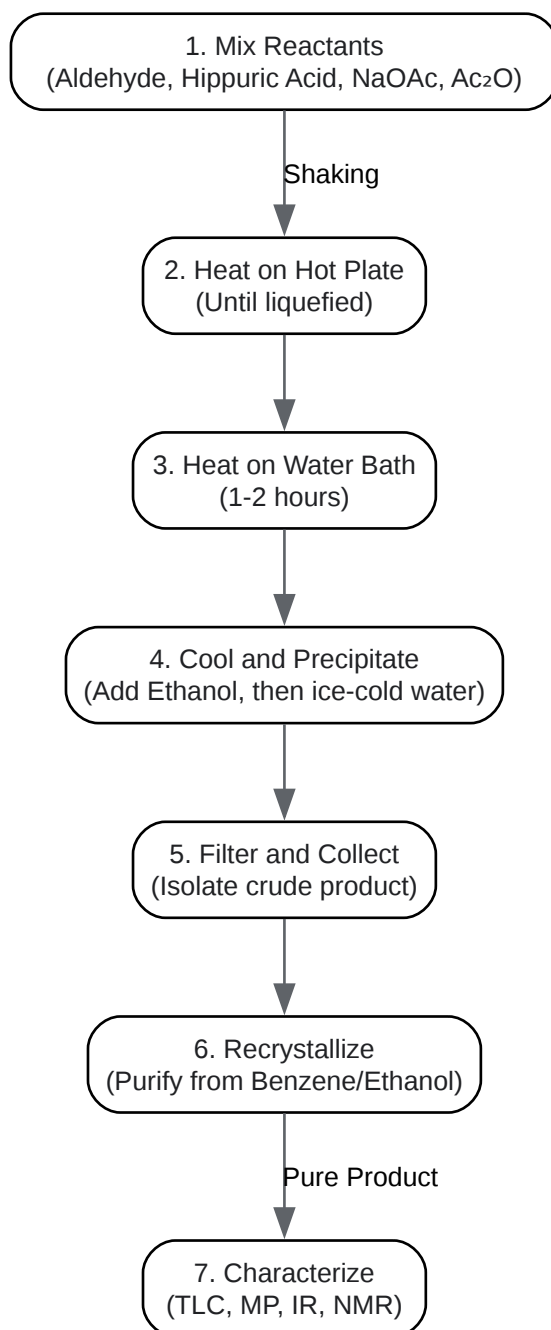 1. Mix Reactants
(Aldehyde, Hippuric Acid, NaOAc, Ac₂O)
Shaking
2. Heat on Hot Plate
(Until liquefied)
3. Heat on Water Bath
(1-2 hours)
4. Cool and Precipitate
(Add Ethanol, then ice-cold water)
5. Filter and Collect
(Isolate crude product)
6. Recrystallize
(Purify from Benzene/Ethanol)
Pure Product
7. Characterize
(TLC, MP, IR, NMR)